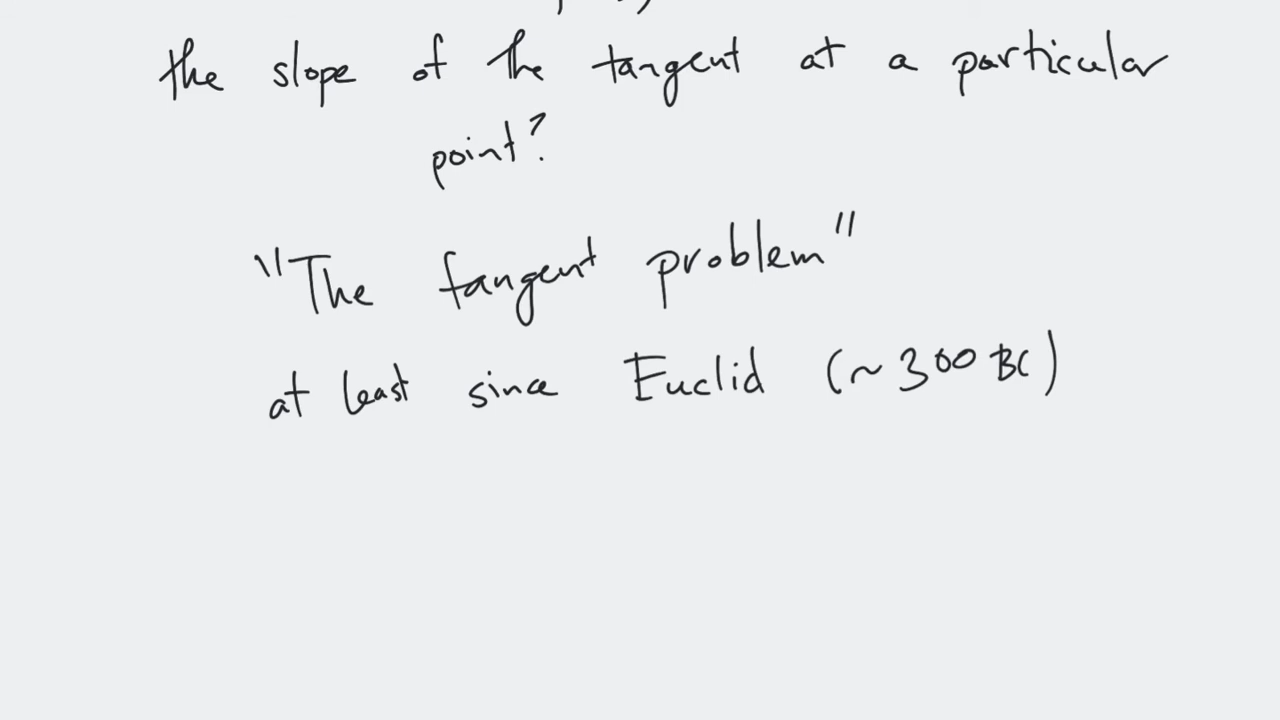 the slope of the tangent at a particular
point?
"The tangent problem"
at least since Euclid (~300 BC)